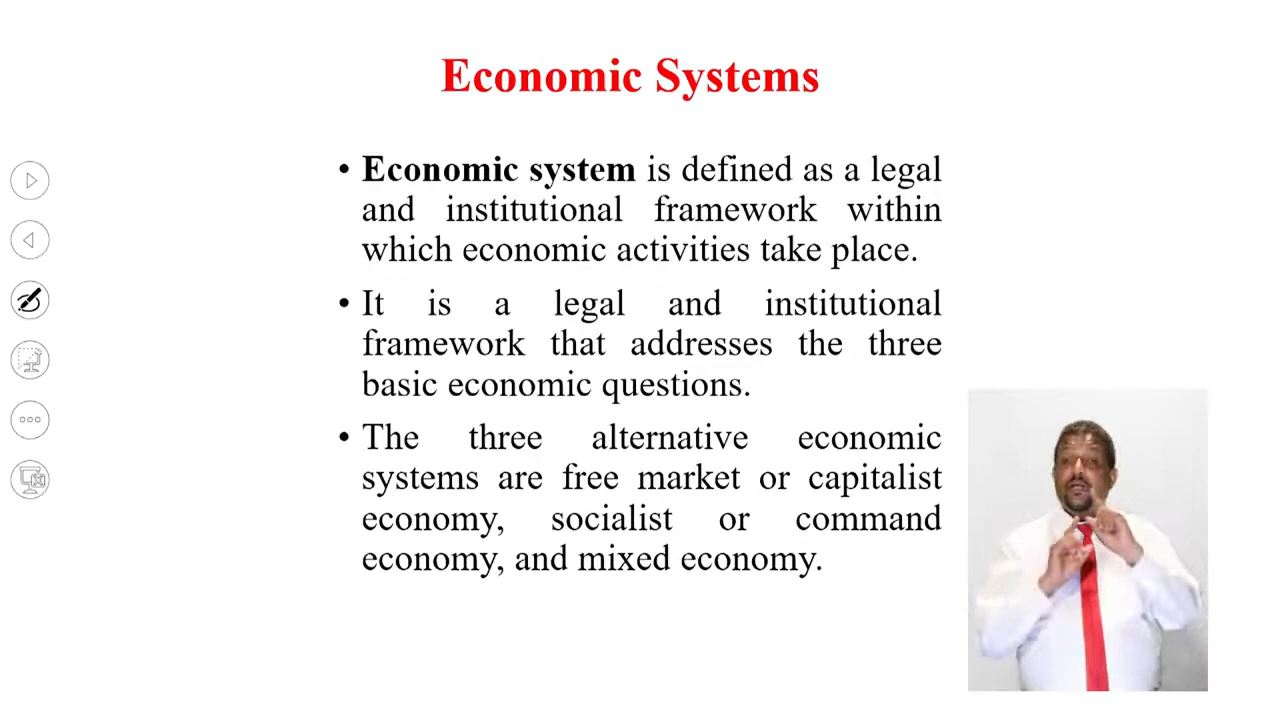 Economic Systems
• Economic system is defined as a legal
and institutional framework within
which economic activities take place.
• It is a legal and institutional
framework that addresses the three
basic economic questions.
• The three alternative economic
systems are free market or capitalist
economy, socialist or command
economy, and mixed economy.